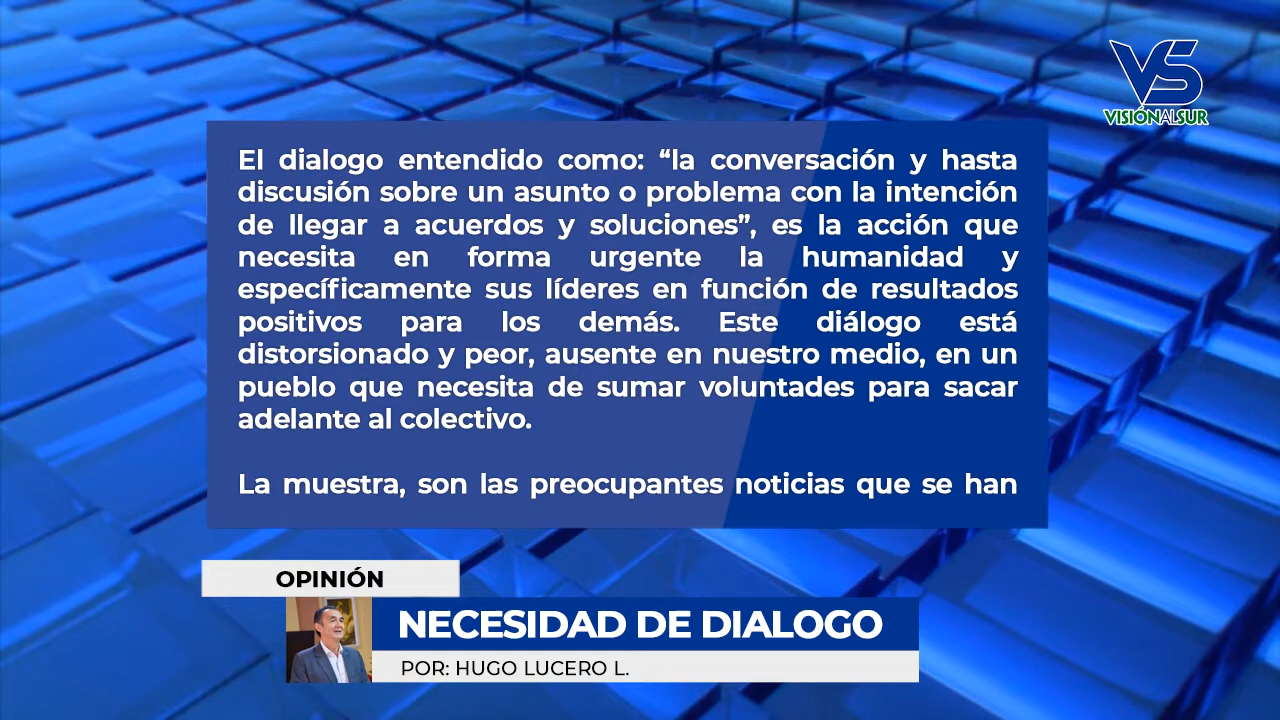 VS
VISIÓNALSUR
El dialogo entendido como: “la conversación y hasta
discusión sobre un asunto o problema con la intención
de llegar a acuerdos y soluciones”, es la acción que
necesita en forma urgente la humanidad y
específicamente sus líderes en función de resultados
positivos para los demás. Este diálogo está
distorsionado y peor, ausente en nuestro medio, en un
pueblo que necesita de sumar voluntades para sacar
adelante al colectivo.
La muestra, son las preocupantes noticias que se han
OPINIÓN
NECESIDAD DE DIALOGO
POR: HUGO LUCERO L.